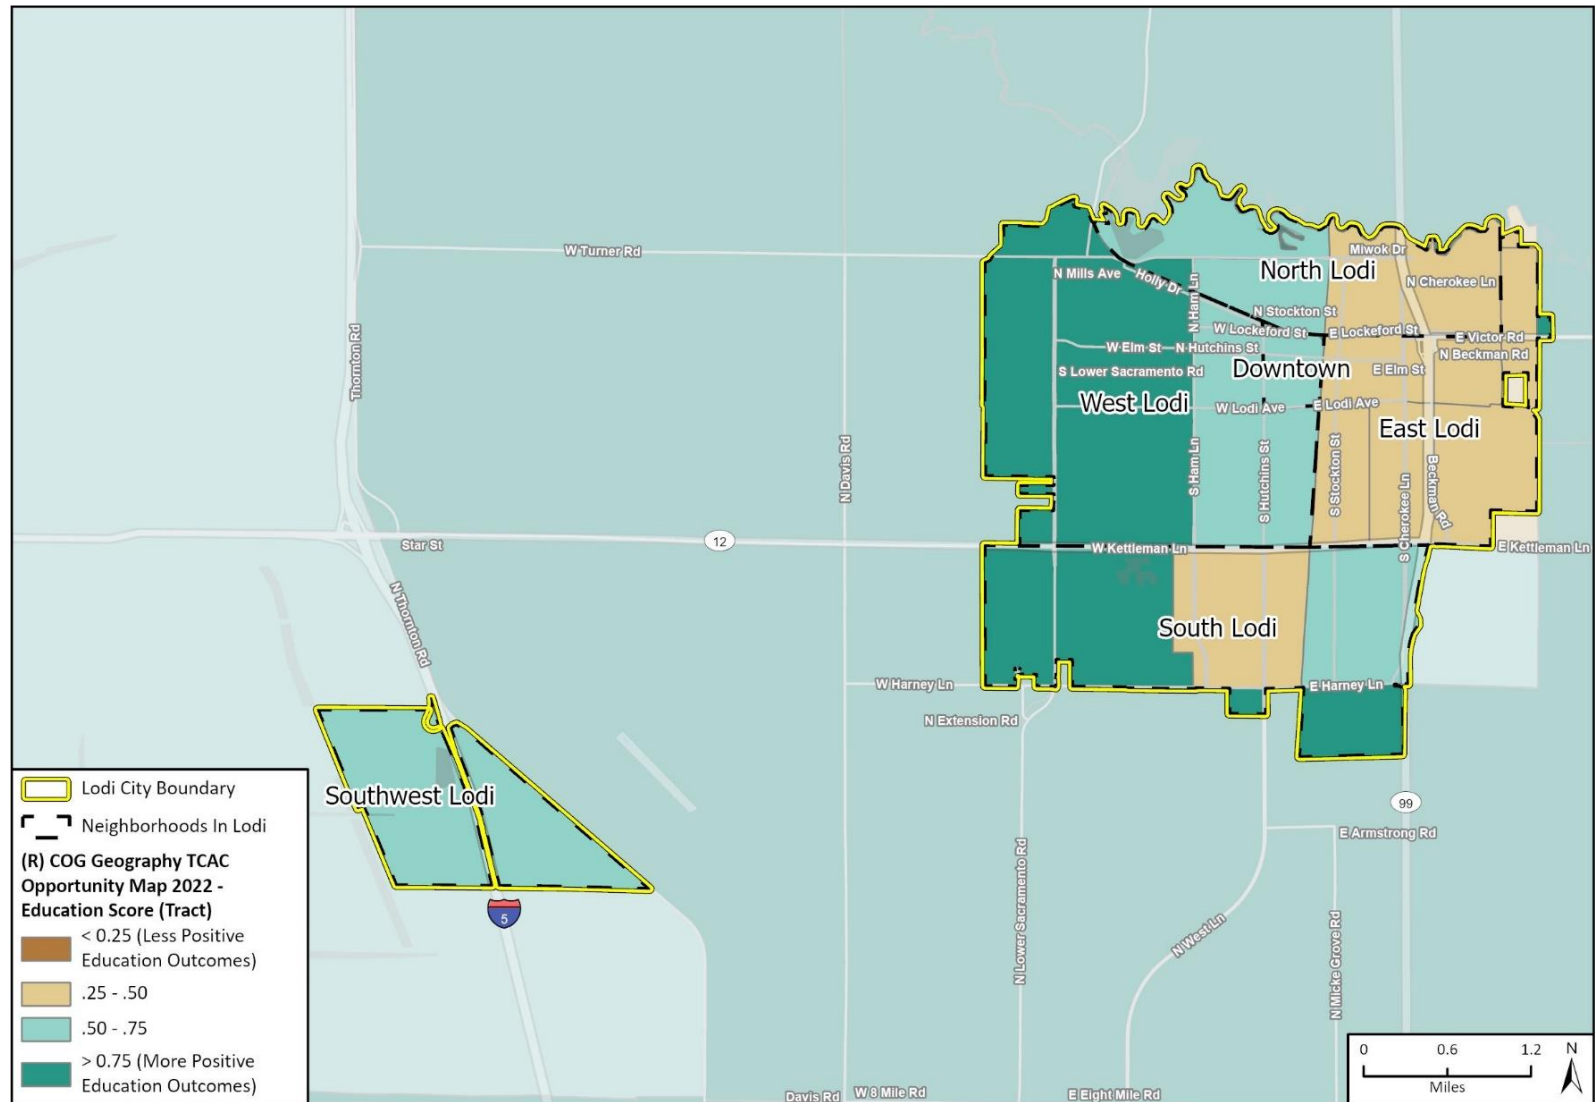 W Turner Rd
Miwok Dr
North Lodi
N Mills Ave
Holly Dr
N Ham Ln
N Cherokee Ln
N Stockton St
W Lockeford St
E Lockeford St
E Victor Rd
Thornton Rd
W Elm St
N Hutchins St
N Beckman Rd
S Lower Sacramento Rd
Downtown
E Elm St
West Lodi
W Lodi Ave
E Lodi Ave
East Lodi
N Davis Rd
S Ham Ln
S Hutchins St
S Stockton St
S Cherokee Ln
Beckman Rd
Star St
12
W Kettleman Ln
E Kettleman Ln
N Thornton Rd
South Lodi
W Harney Ln
E Harney Ln
N Extension Rd
Southwest Lodi
99
E Armstrong Rd
5
N Lower Sacramento Rd
N West Ln
N Micke Grove Rd
Davis Rd
W 8 Mile Rd
E Eight Mile Rd
Lodi City Boundary
Neighborhoods In Lodi
(R) COG Geography TCAC
Opportunity Map 2022 -
Education Score (Tract)
< 0.25 (Less Positive
Education Outcomes)
.25 - .50
.50 - .75
> 0.75 (More Positive
Education Outcomes)
0 0.6 1.2
Miles
N